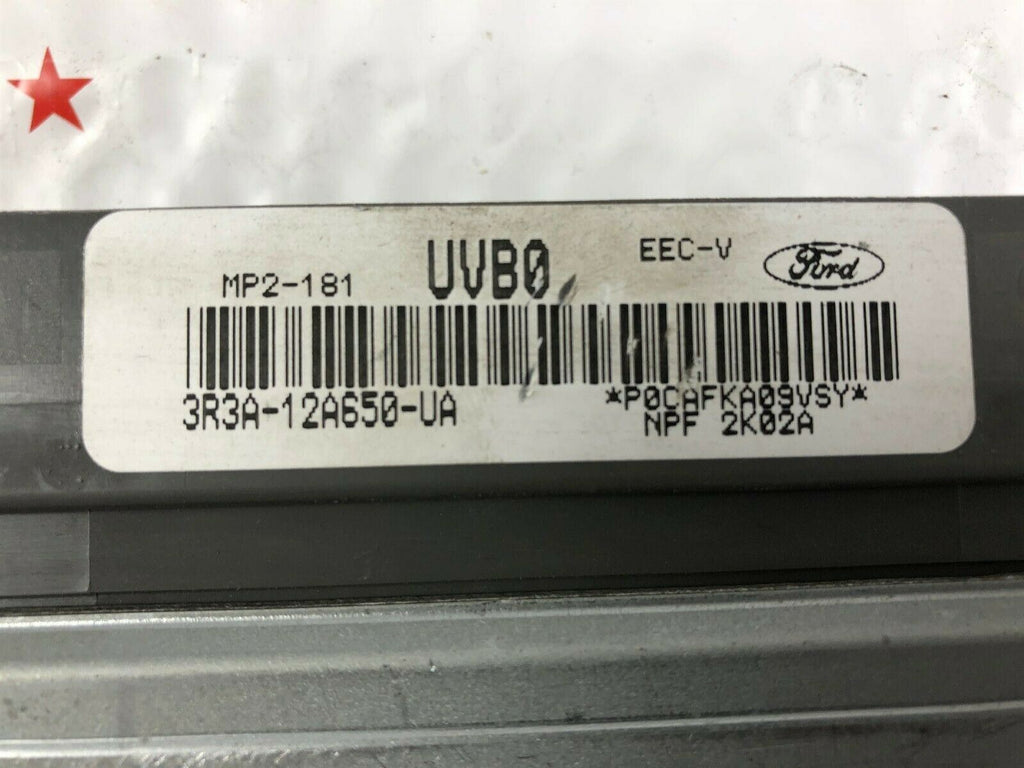 UVB0 EEC-V Ford
MP2-181
3R3A-12A650-UA *P0CAFKA09VSY*
NPF 2K02A